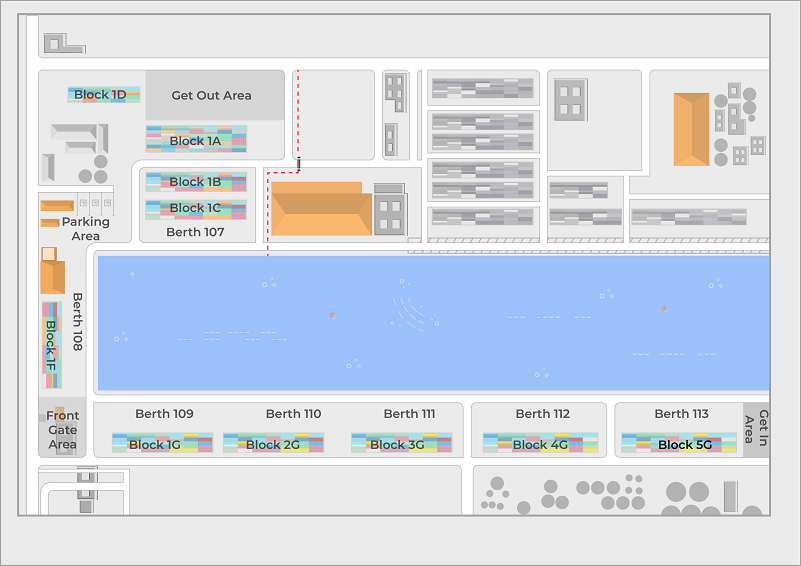 Block 1D
Get Out Area
Block 1A
Block 1B
Block 1C
Berth 107
Parking
Area
Berth 108
Block 1F
Front
Gate
Area
Berth 109
Berth 110
Berth 111
Berth 112
Berth 113
Block 1G
Block 2G
Block 3G
Block 4G
Block 5G
Get In
Area